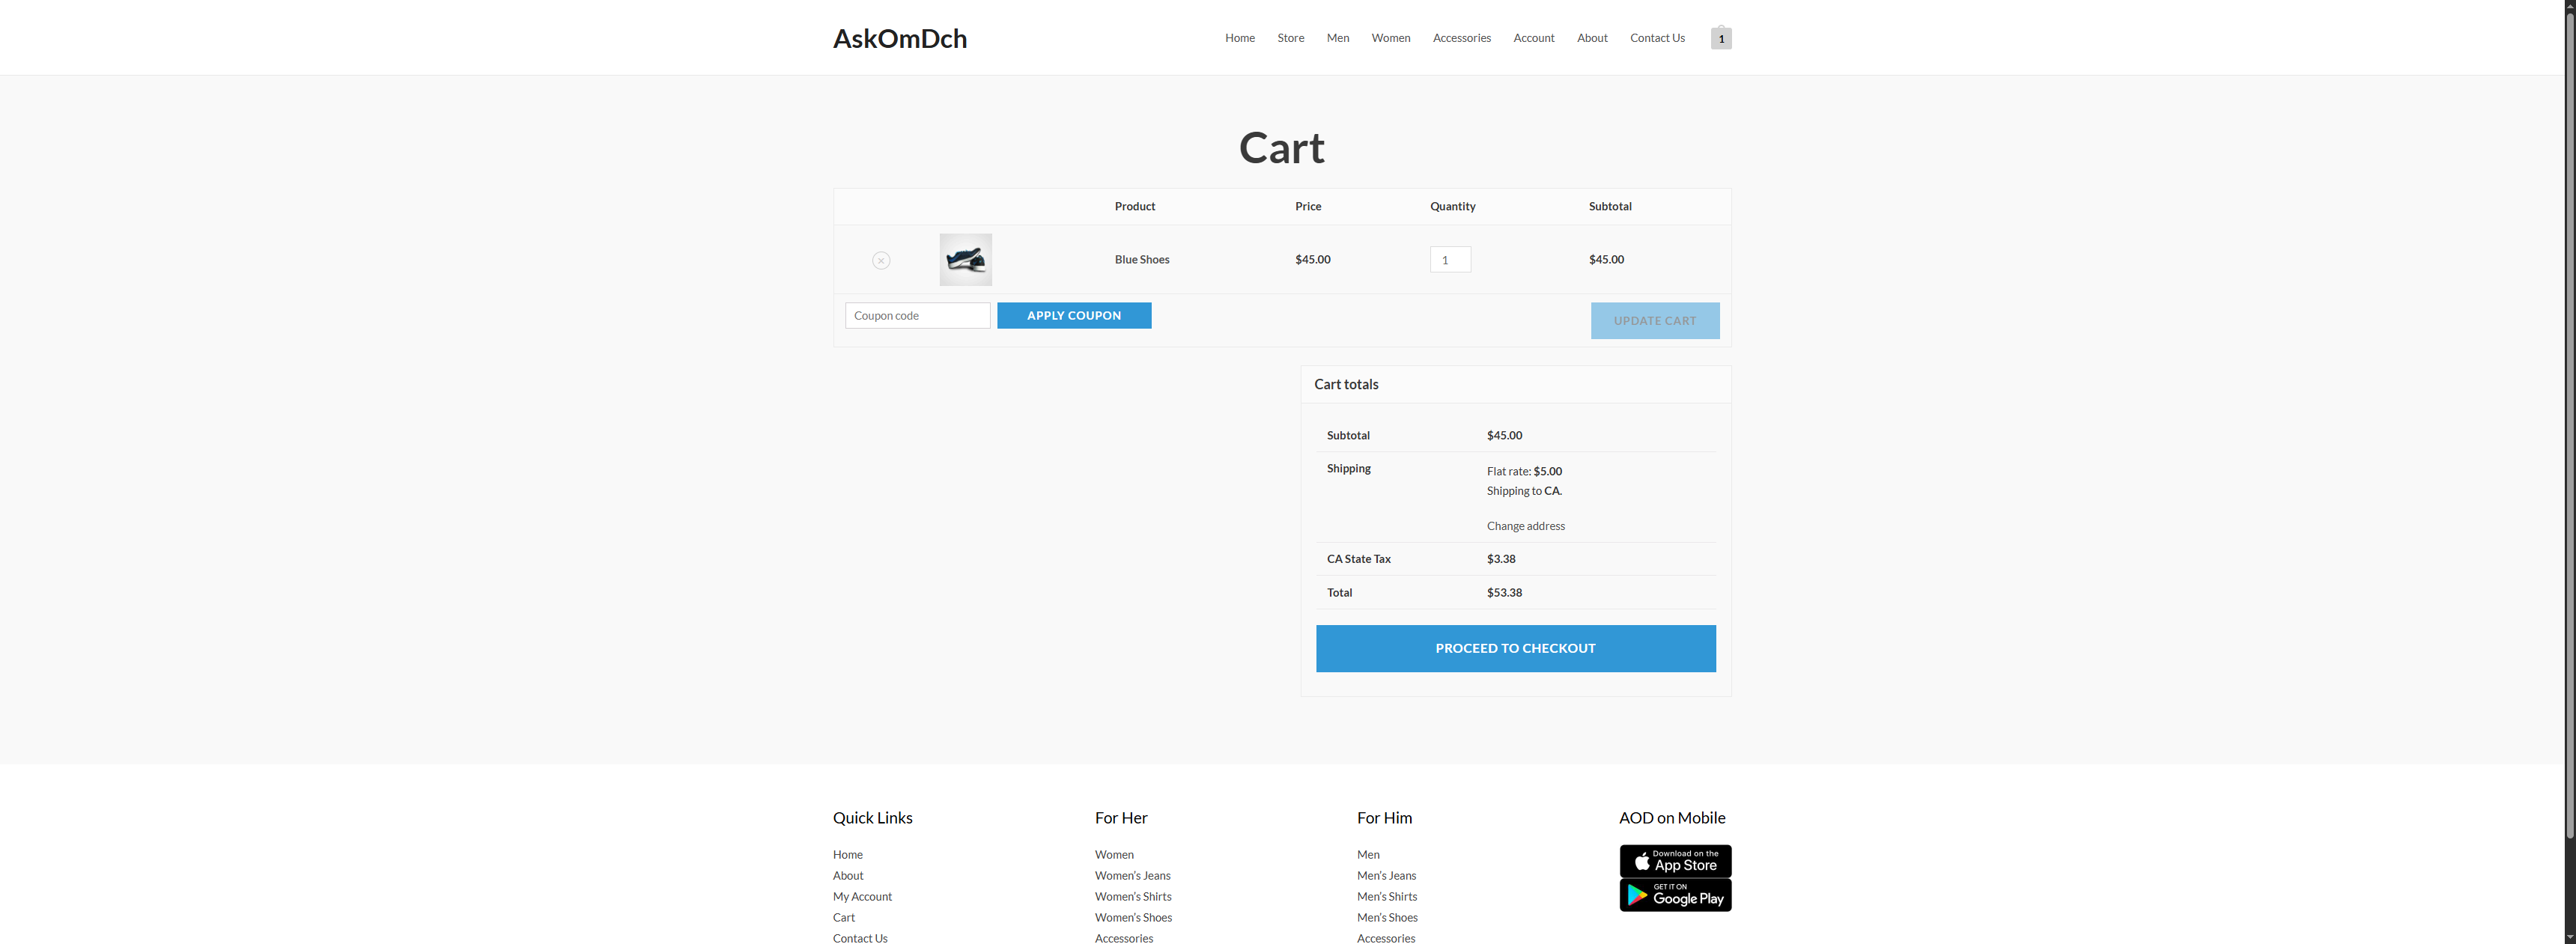 AskOmDch
Home Store Men Women Accessories Account About Contact Us 1
Cart
Product Price Quantity Subtotal
× Blue Shoes $45.00 1 $45.00
Coupon code APPLY COUPON UPDATE CART
Cart totals
Subtotal $45.00
Shipping Flat rate: $5.00
Shipping to CA.
Change address
CA State Tax $3.38
Total $53.38
PROCEED TO CHECKOUT
Quick Links
Home
About
My Account
Cart
Contact Us
For Her
Women
Women’s Jeans
Women’s Shirts
Women’s Shoes
Accessories
For Him
Men
Men’s Jeans
Men’s Shirts
Men’s Shoes
Accessories
AOD on Mobile
Download on the
App Store
GET IT ON
Google Play